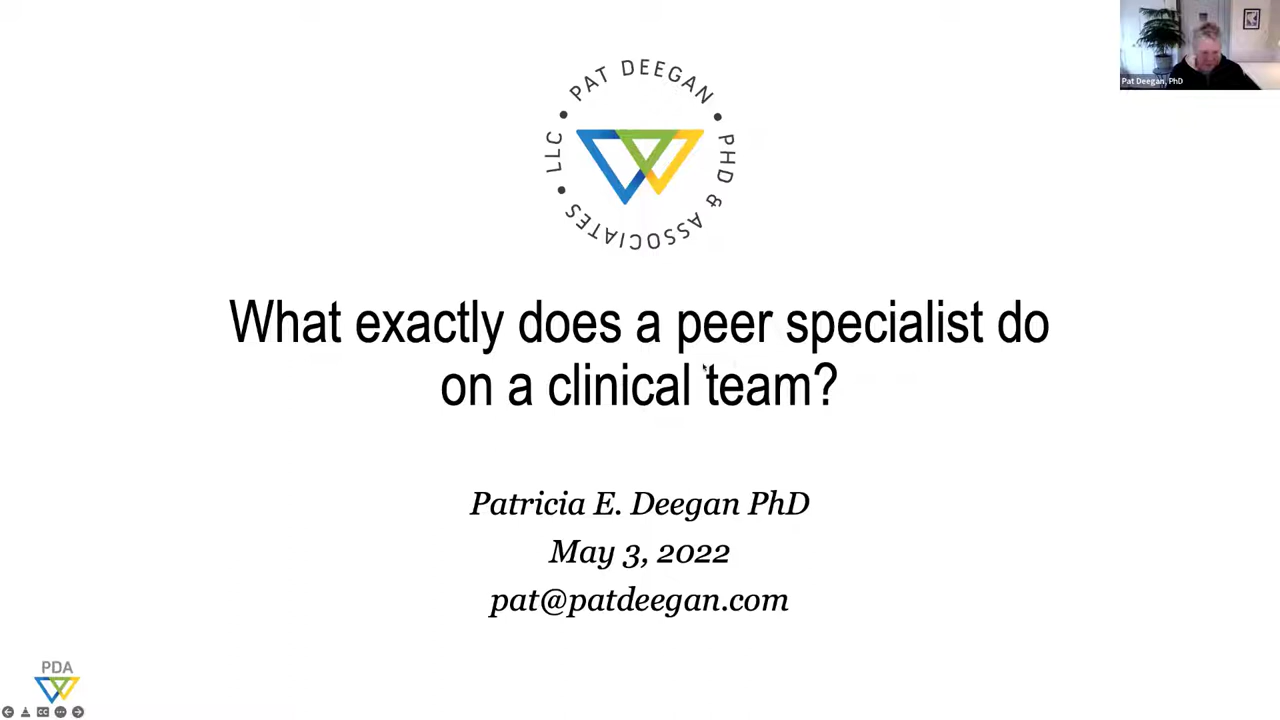 PAT DEEGAN • PHD & ASSOCIATES • LLC •
Pat Deegan, PhD
What exactly does a peer specialist do
on a clinical team?
Patricia E. Deegan PhD
May 3, 2022
pat@patdeegan.com
PDA
CC